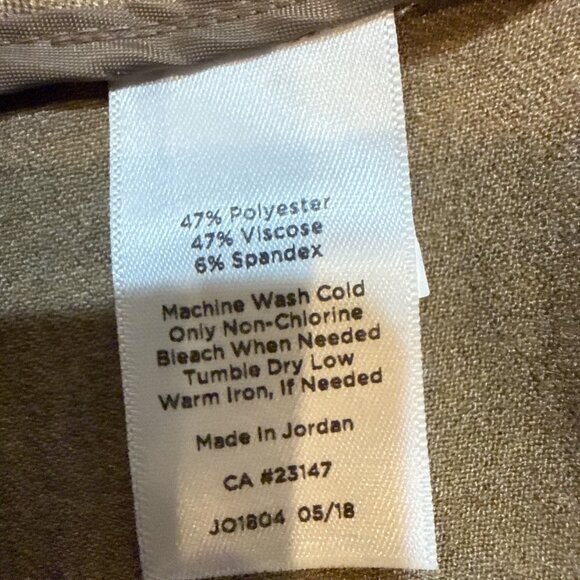 47% Polyester
47% Viscose
6% Spandex
Machine Wash Cold
Only Non-Chlorine
Bleach When Needed
Tumble Dry Low
Warm Iron, If Needed
Made In Jordan
CA #23147
JO1804 05/18